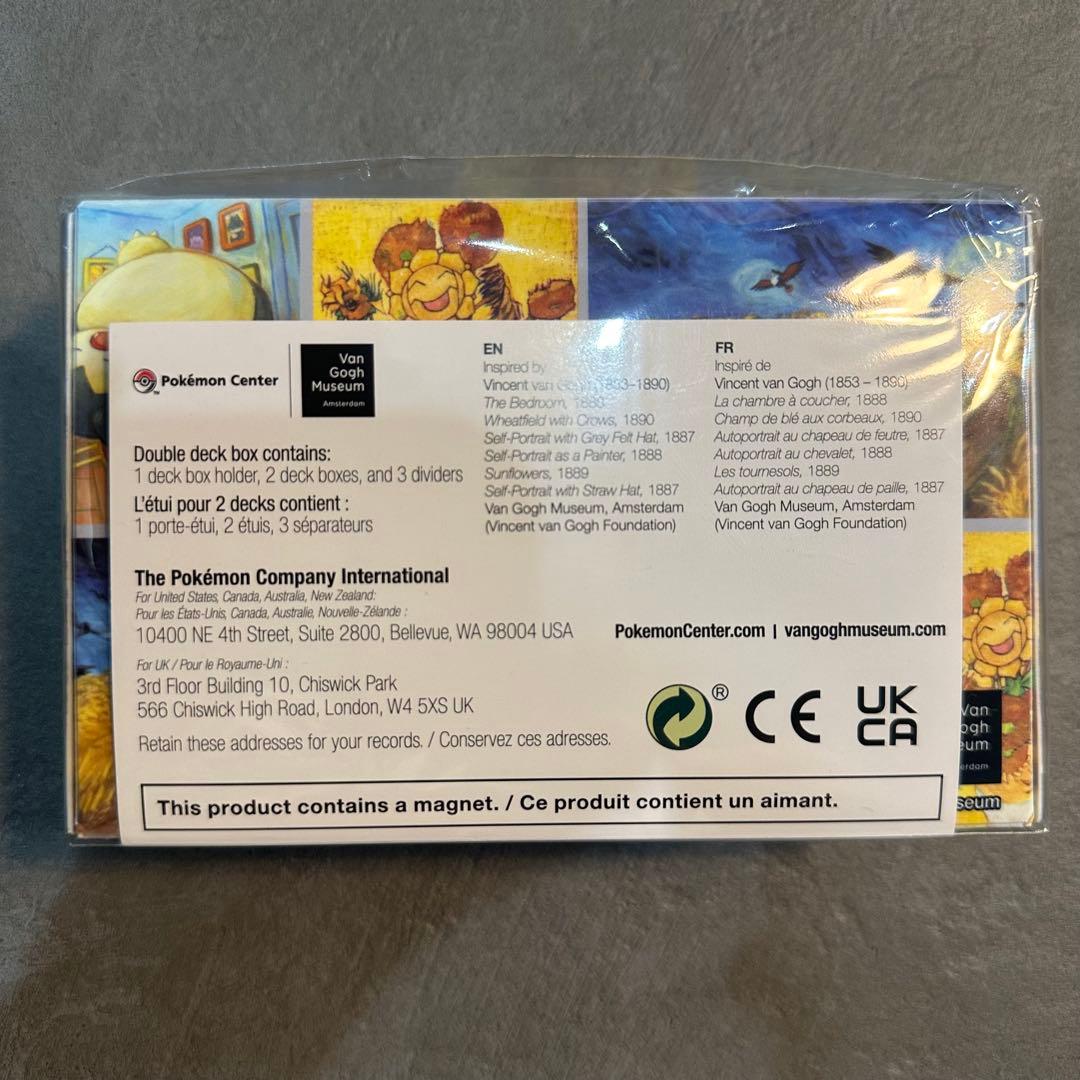 Pokémon Center
TM
Van
Gogh
Museum
Amsterdam
Double deck box contains:
1 deck box holder, 2 deck boxes, and 3 dividers
L'étui pour 2 decks contient :
1 porte-étui, 2 étuis, 3 séparateurs
EN
Inspired by
Vincent van 1853-1890)
The Bedroom,
Wheatfield with Crows, 1890
Self-Portrait with Grey Felt Hat, 1887
Self-Portrait as a Painter, 1888
Sunflowers, 1889
Self-Portrait with Straw Hat, 1887
Van Gogh Museum, Amsterdam
(Vincent van Gogh Foundation)
FR
Inspiré de
Vincent van Gogh (1853 – 1890)
La chambre à coucher, 1888
Champ de blé aux corbeaux, 1890
Autoportrait au chapeau de feutre, 1887
Autoportrait au chevalet, 1888
Les tournesols, 1889
Autoportrait au chapeau de paille, 1887
Van Gogh Museum, Amsterdam
(Vincent van Gogh Foundation)
The Pokémon Company International
For United States, Canada, Australia, New Zealand:
Pour les États-Unis, Canada, Australie, Nouvelle-Zélande :
10400 NE 4th Street, Suite 2800, Bellevue, WA 98004 USA
PokemonCenter.com | vangoghmuseum.com
For UK / Pour le Royaume-Uni :
3rd Floor Building 10, Chiswick Park
566 Chiswick High Road, London, W4 5XS UK
Retain these addresses for your records. / Conservez ces adresses.
®
CE
UK
CA
This product contains a magnet. / Ce produit contient un aimant.
Van
ogh
eum
erdam
seum